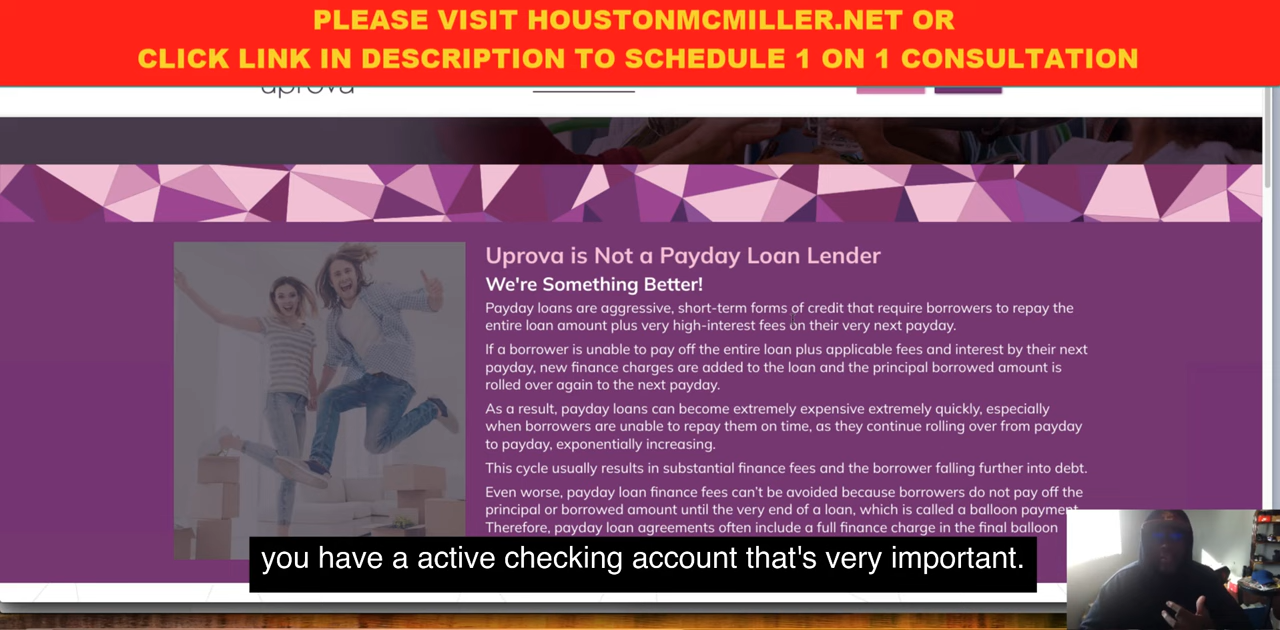 PLEASE VISIT HOUSTONMCMILLER.NET OR
CLICK LINK IN DESCRIPTION TO SCHEDULE 1 ON 1 CONSULTATION
uprova
Uprova is Not a Payday Loan Lender
We're Something Better!
Payday loans are aggressive, short-term forms of credit that require borrowers to repay the
entire loan amount plus very high-interest fees on their very next payday.
If a borrower is unable to pay off the entire loan plus applicable fees and interest by their next
payday, new finance charges are added to the loan and the principal borrowed amount is
rolled over again to the next payday.
As a result, payday loans can become extremely expensive extremely quickly, especially
when borrowers are unable to repay them on time, as they continue rolling over from payday
to payday, exponentially increasing.
This cycle usually results in substantial finance fees and the borrower falling further into debt.
Even worse, payday loan finance fees can't be avoided because borrowers do not pay off the
principal or borrowed amount until the very end of a loan, which is called a balloon payment.
Therefore, payday loan agreements often include a full finance charge in the final balloon
you have a active checking account that's very important.